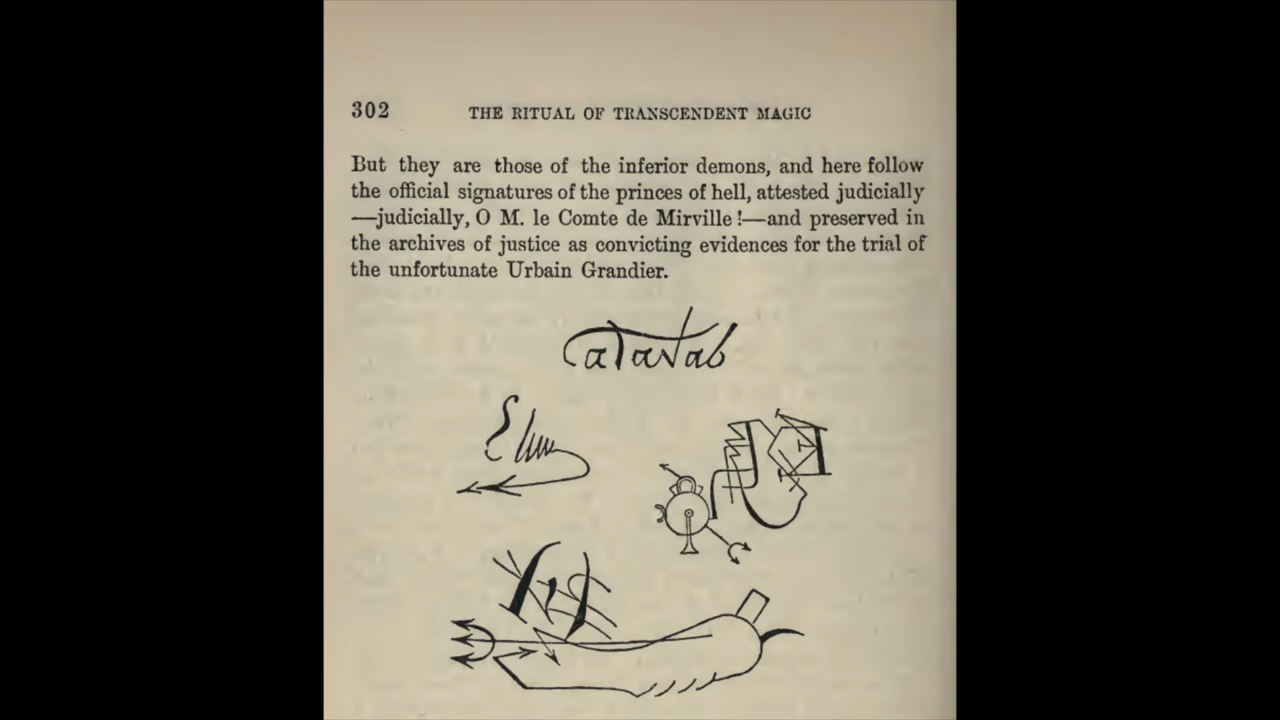 302 THE RITUAL OF TRANSCENDENT MAGIC
But they are those of the inferior demons, and here follow
the official signatures of the princes of hell, attested judicially
—judicially, O M. le Comte de Mirville!—and preserved in
the archives of justice as convicting evidences for the trial of
the unfortunate Urbain Grandier.